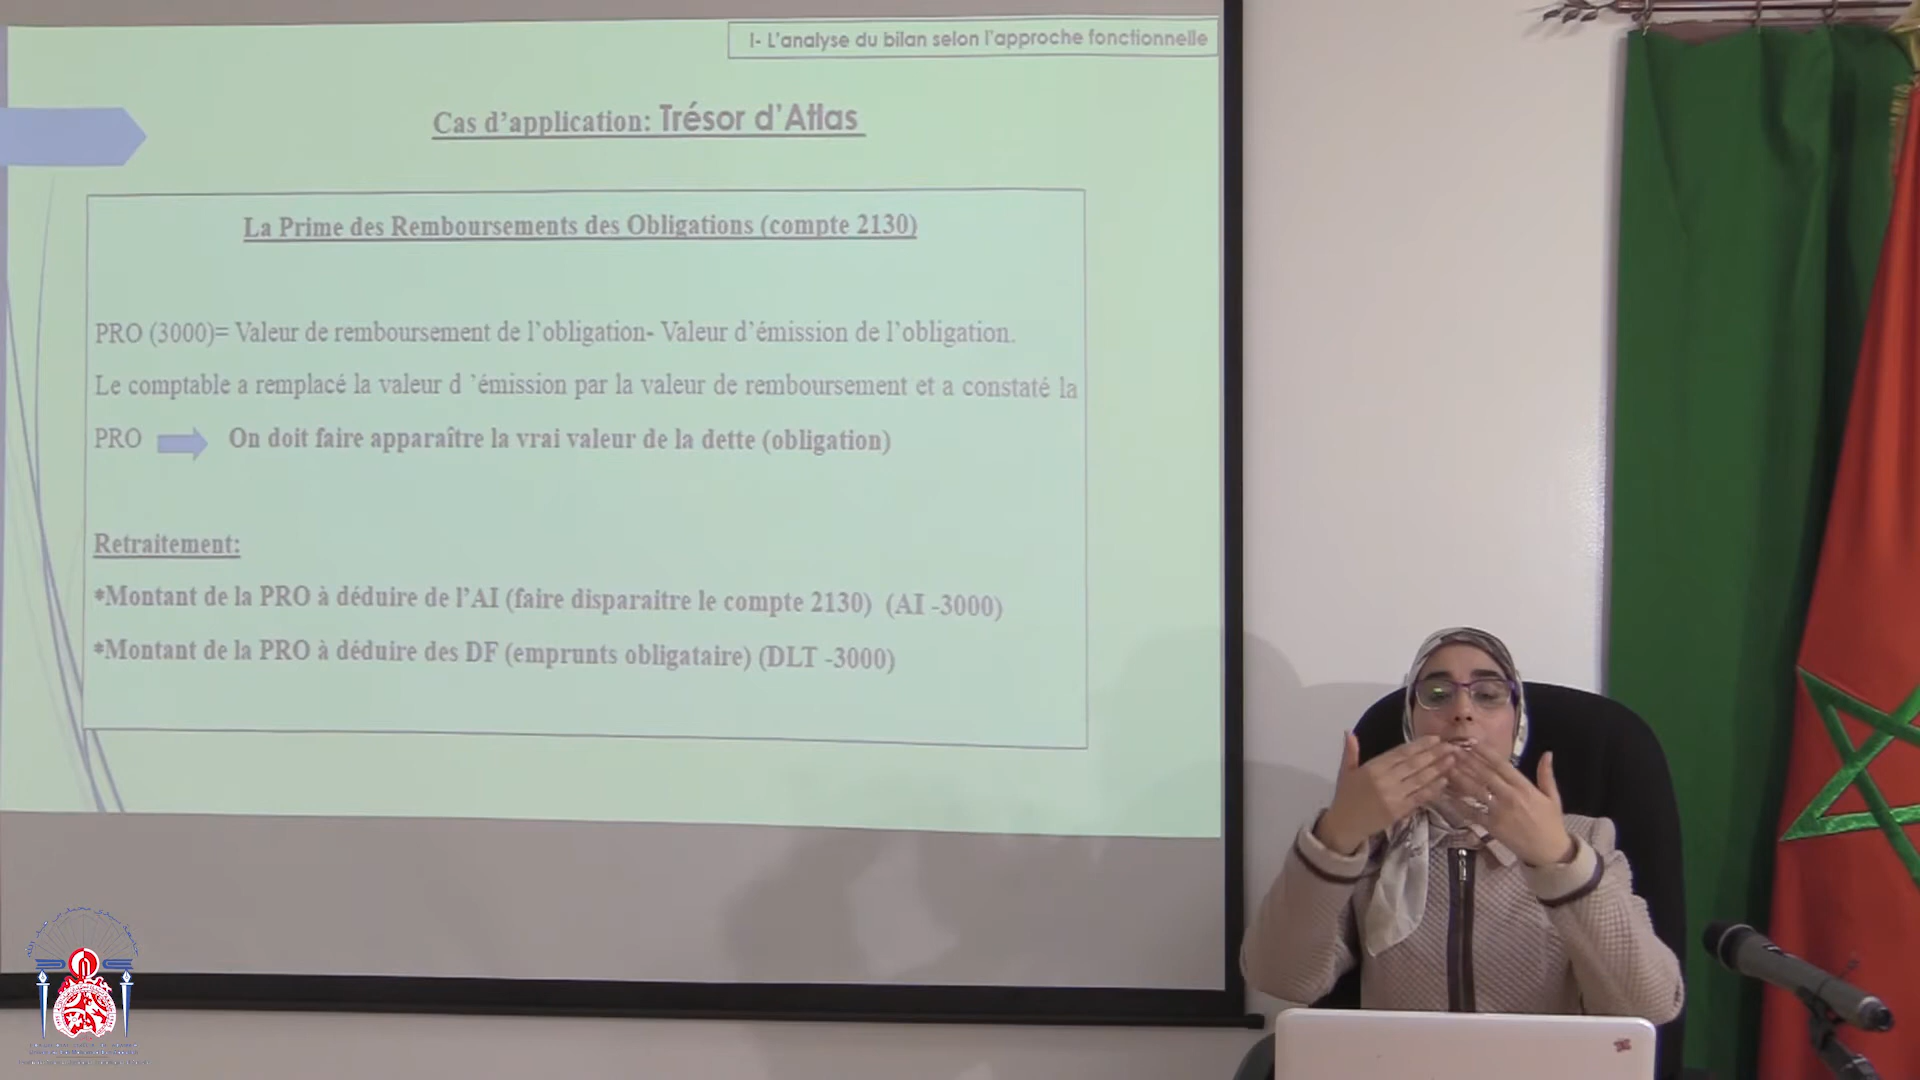 I- L'analyse du bilan selon l'approche fonctionnelle
Cas d'application: Trésor d'Atlas
La Prime des Remboursements des Obligations (compte 2130)
PRO (3000)= Valeur de remboursement de l'obligation- Valeur d'émission de l'obligation.
Le comptable a remplacé la valeur d 'émission par la valeur de remboursement et a constaté la
PRO On doit faire apparaître la vrai valeur de la dette (obligation)
Retraitement:
*Montant de la PRO à déduire de l'AI (faire disparaitre le compte 2130) (AI -3000)
*Montant de la PRO à déduire des DF (emprunts obligataire) (DLT -3000)